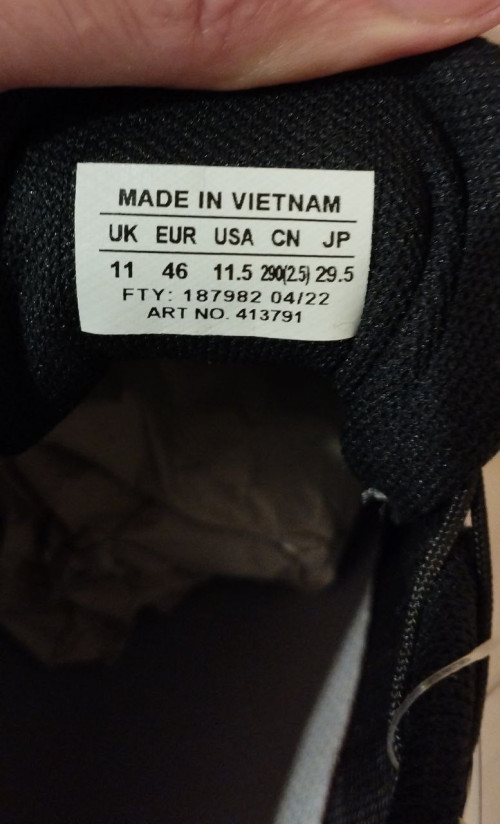 MADE IN VIETNAM
UK EUR USA CN JP
11 46 11.5 290(2.5) 29.5
FTY: 187982 04/22
ART NO. 413791